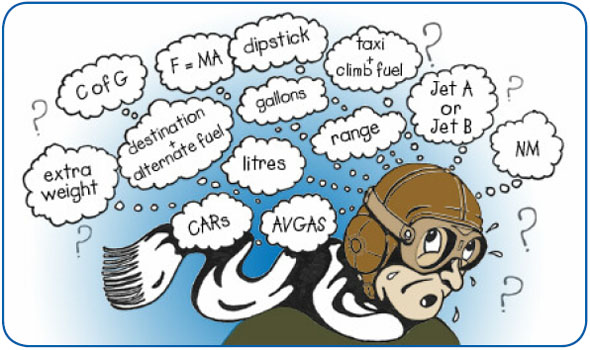 C of G
F = MA
dipstick
taxi
+
climb fuel
?
?
destination
+
alternate fuel
gallons
Jet A
or
Jet B
?
extra
weight
litres
range
NM
CARs
AVGAS
?
?
?